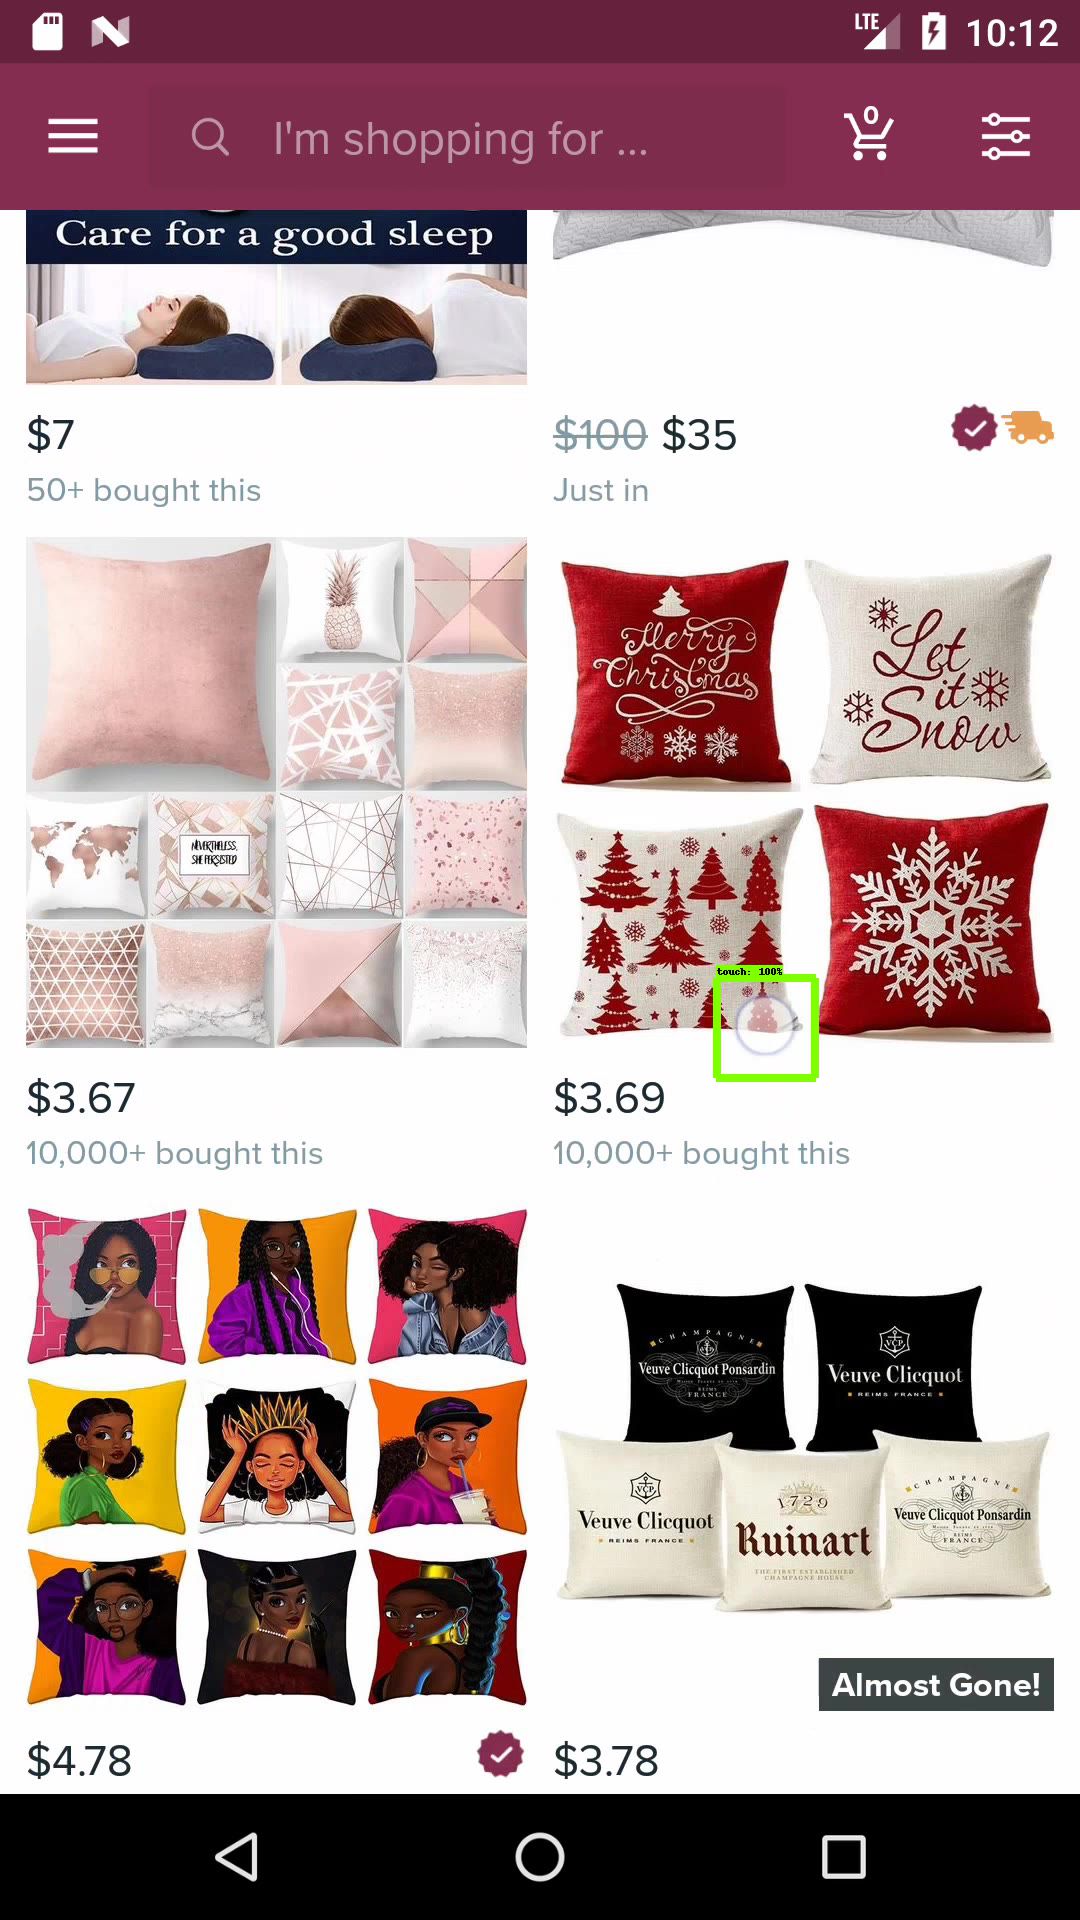 LTE 10:12
I'm shopping for ...
0
Care for a good sleep
$7
50+ bought this
$100 $35
Just in
Merry
Christmas
Let
it
Snow
NEVERTHELESS,
SHE PERSISTED
touch: 100%
$3.67
10,000+ bought this
$3.69
10,000+ bought this
CHAMPAGNE
VCP
Veuve Clicquot Ponsardin
REIMS
FRANCE
VCP
Veuve Clicquot
REIMS FRANCE
VCP
Veuve Clicquot
REIMS FRANCE
1729
Ruinart
THE FIRST ESTABLISHED
CHAMPAGNE HOUSE
CHAMPAGNE
Veuve Clicquot Ponsardin
REIMS
FRANCE
Almost Gone!
$4.78
$3.78